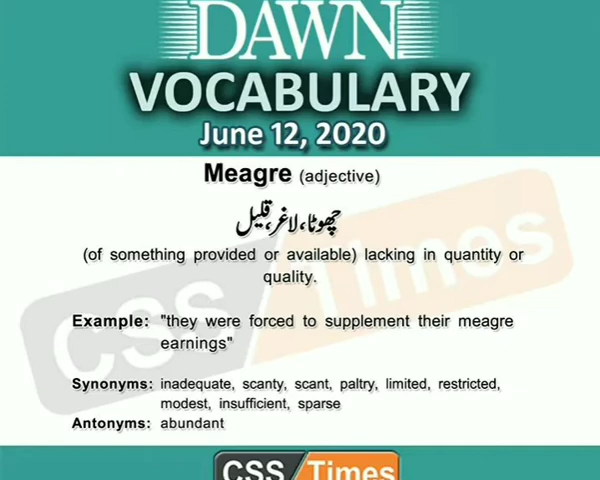 DAWN
VOCABULARY
June 12, 2020
Meagre (adjective)
چھوٹا، لاغر، قلیل
(of something provided or available) lacking in quantity or
quality.
Example: "they were forced to supplement their meagre
earnings"
Synonyms: inadequate, scanty, scant, paltry, limited, restricted,
modest, insufficient, sparse
Antonyms: abundant
CSS Times
CSS Times